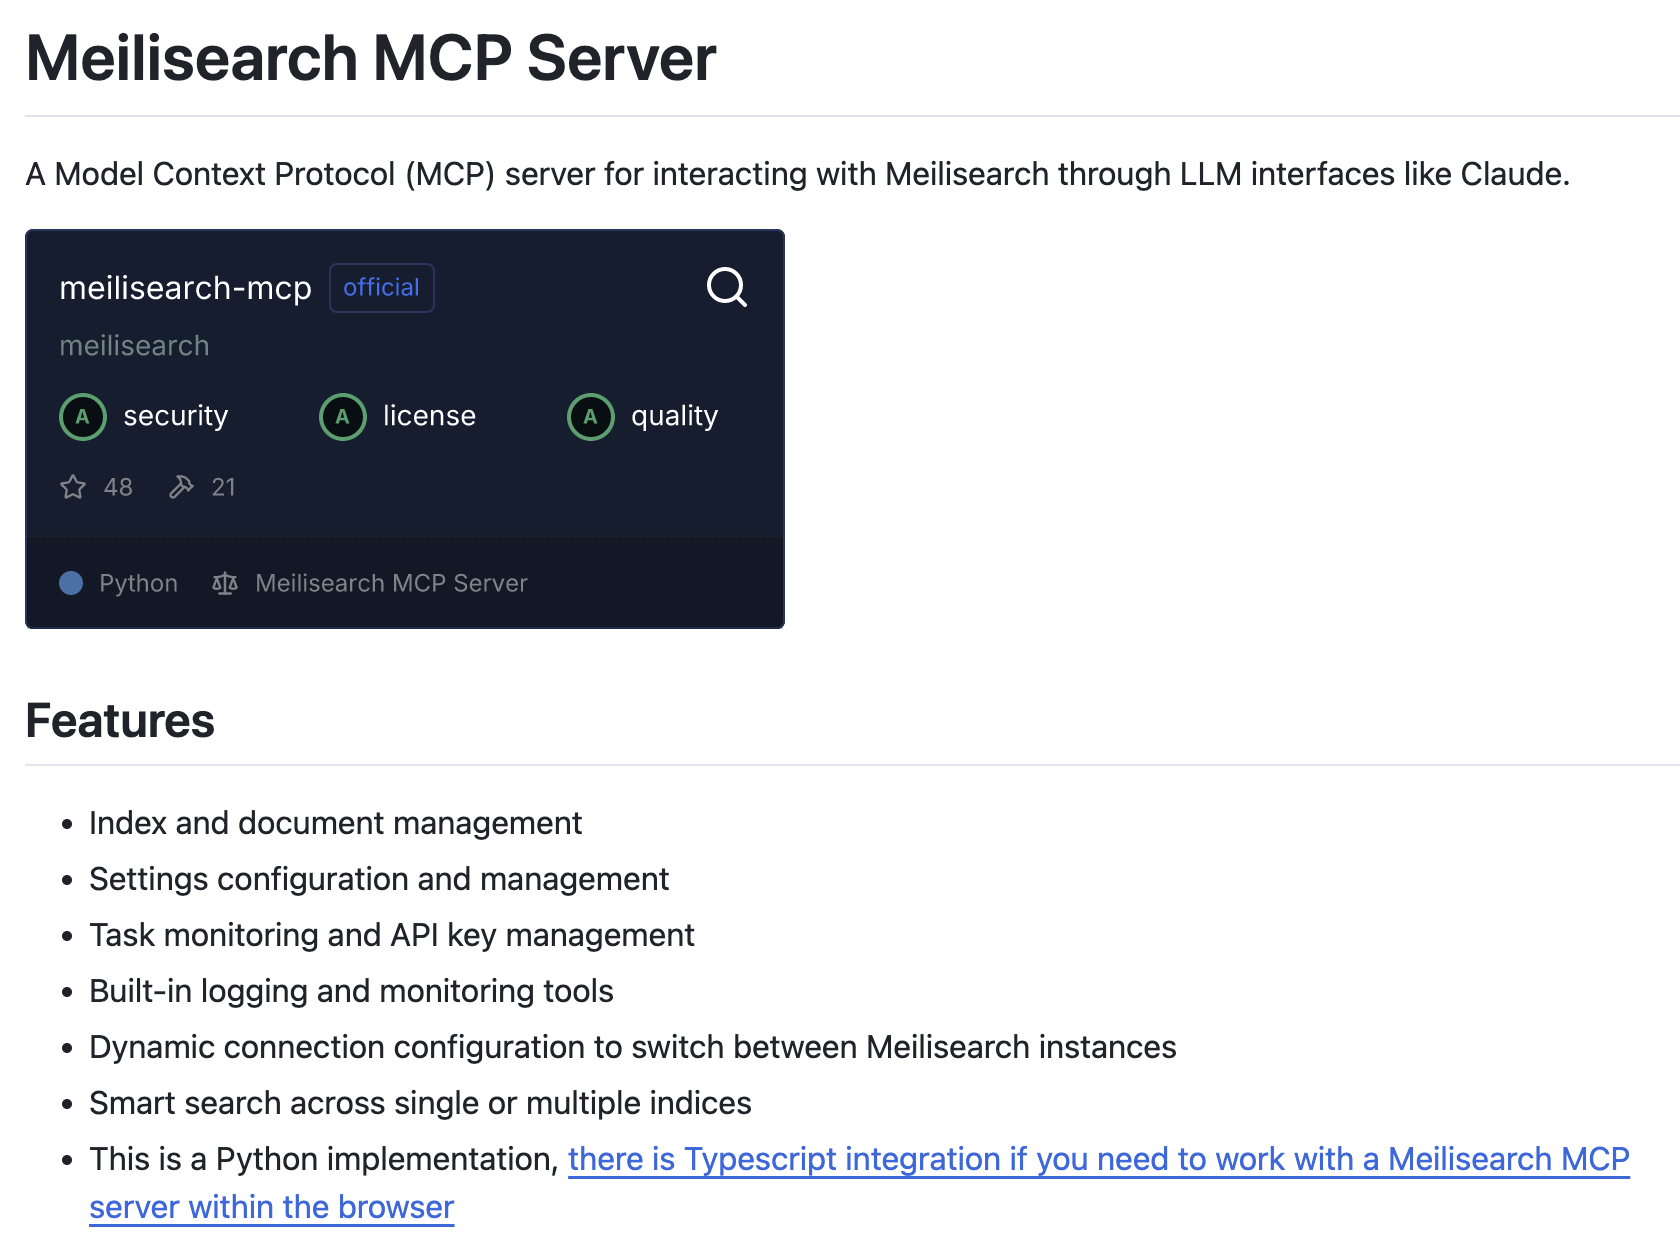 Meilisearch MCP Server
A Model Context Protocol (MCP) server for interacting with Meilisearch through LLM interfaces like Claude.
meilisearch-mcp official
meilisearch
A security A license A quality
48 21
Python Meilisearch MCP Server
Features
• Index and document management
• Settings configuration and management
• Task monitoring and API key management
• Built-in logging and monitoring tools
• Dynamic connection configuration to switch between Meilisearch instances
• Smart search across single or multiple indices
• This is a Python implementation, there is Typescript integration if you need to work with a Meilisearch MCP
server within the browser